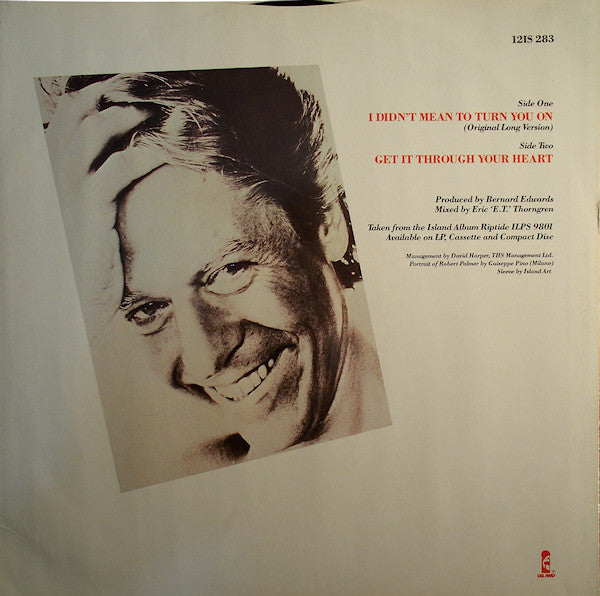 12IS 283
Side One
I DIDN'T MEAN TO TURN YOU ON
(Original Long Version)
Side Two
GET IT THROUGH YOUR HEART
Produced by Bernard Edwards
Mixed by Eric 'E.T.' Thorngren
Taken from the Island Album Riptide ILPS 9801
Available on LP, Cassette and Compact Disc
Management by David Harper, THS Management Ltd.
Portrait of Robert Palmer by Guiseppe Pino (Milano)
Sleeve by Island Art
ISLAND